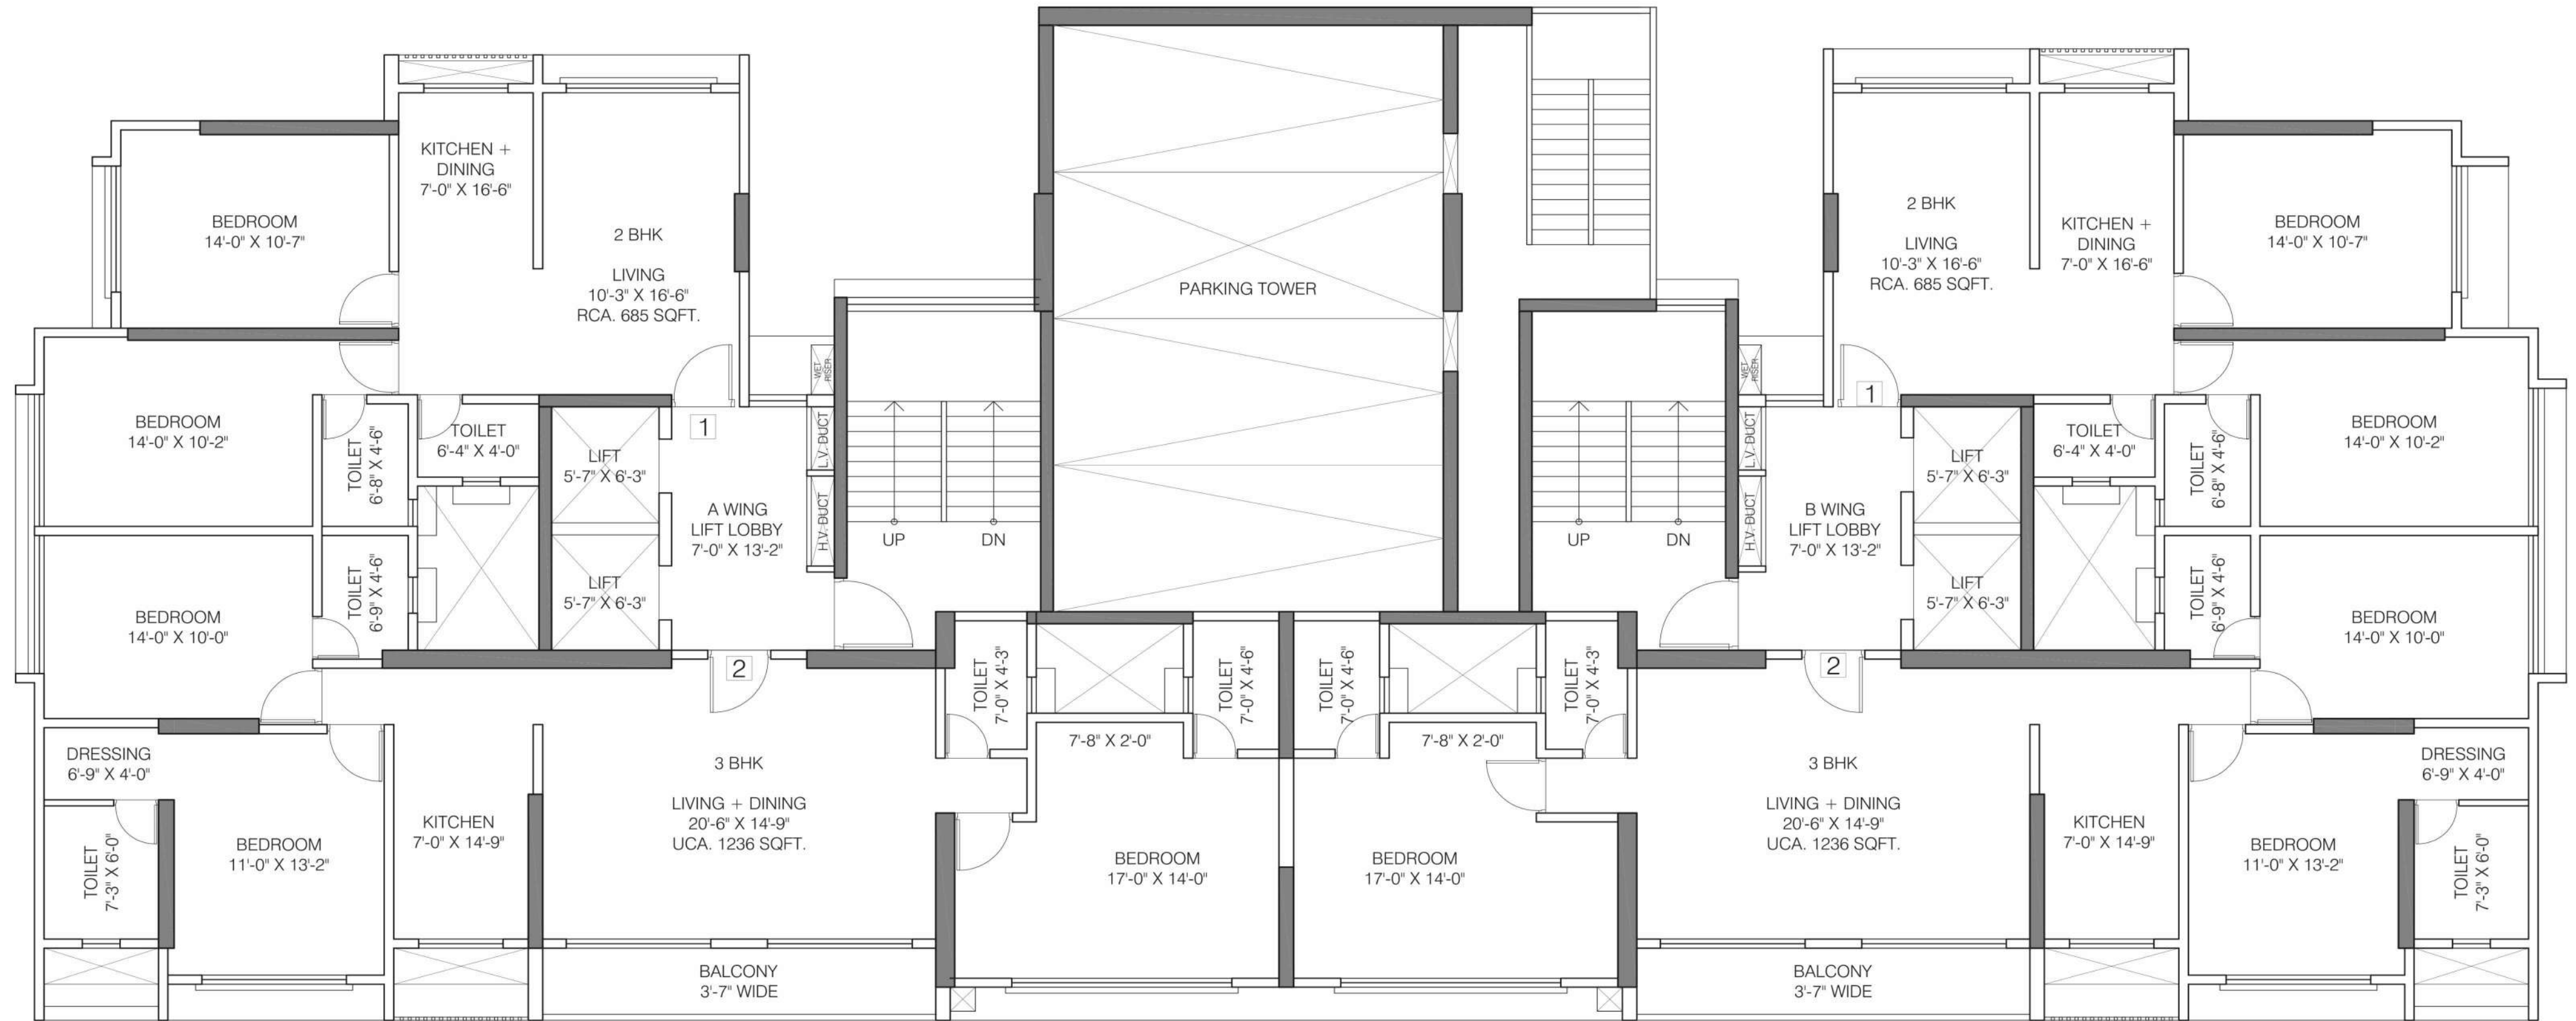 KITCHEN +
DINING
7'-0" X 16'-6"
BEDROOM
14'-0" X 10'-7"
2 BHK
LIVING
10'-3" X 16'-6"
RCA. 685 SQFT.
PARKING TOWER
2 BHK
LIVING
10'-3" X 16'-6"
RCA. 685 SQFT.
KITCHEN +
DINING
7'-0" X 16'-6"
BEDROOM
14'-0" X 10'-7"
BEDROOM
14'-0" X 10'-2"
TOILET
6'-8" X 4'-6"
TOILET
6'-4" X 4'-0"
LIFT
5'-7" X 6'-3"
1
WET
RISER
L.V. DUCT
H.V. DUCT
A WING
LIFT LOBBY
7'-0" X 13'-2"
LIFT
5'-7" X 6'-3"
UP
DN
UP
DN
WET
RISER
L.V. DUCT
H.V. DUCT
1
B WING
LIFT LOBBY
7'-0" X 13'-2"
LIFT
5'-7" X 6'-3"
LIFT
5'-7" X 6'-3"
TOILET
6'-4" X 4'-0"
TOILET
6'-8" X 4'-6"
BEDROOM
14'-0" X 10'-2"
BEDROOM
14'-0" X 10'-0"
TOILET
6'-9" X 4'-6"
TOILET
6'-9" X 4'-6"
BEDROOM
14'-0" X 10'-0"
2
TOILET
7'-0" X 4'-3"
TOILET
7'-0" X 4'-6"
TOILET
7'-0" X 4'-6"
TOILET
7'-0" X 4'-3"
2
DRESSING
6'-9" X 4'-0"
TOILET
7'-3" X 6'-0"
BEDROOM
11'-0" X 13'-2"
KITCHEN
7'-0" X 14'-9"
3 BHK
LIVING + DINING
20'-6" X 14'-9"
UCA. 1236 SQFT.
7'-8" X 2'-0"
BEDROOM
17'-0" X 14'-0"
7'-8" X 2'-0"
BEDROOM
17'-0" X 14'-0"
3 BHK
LIVING + DINING
20'-6" X 14'-9"
UCA. 1236 SQFT.
KITCHEN
7'-0" X 14'-9"
BEDROOM
11'-0" X 13'-2"
DRESSING
6'-9" X 4'-0"
TOILET
7'-3" X 6'-0"
BALCONY
3'-7" WIDE
BALCONY
3'-7" WIDE